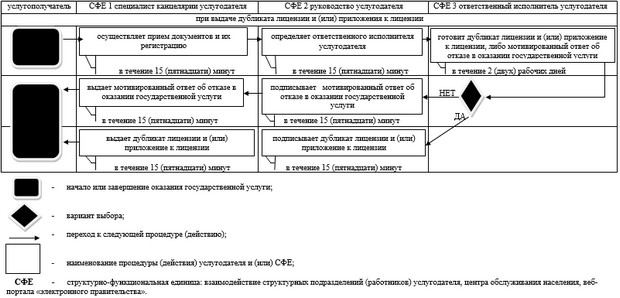 услугополучатель СФЕ 1 специалист канцелярии услугодателя СФЕ 2 руководство услугодателя СФЕ 3 ответственный исполнитель услугодателя
при выдаче дубликата лицензии и (или) приложения к лицензии
осуществляет прием документов и их
регистрацию
в течение 15 (пятнадцати) минут
определяет ответственного исполнителя
услугодателя
в течение 15 (пятнадцати) минут
готовит дубликат лицензии и (или) приложение
к лицензии, либо мотивированный ответ об
отказе в оказании государственной услуги
в течение 2 (двух) рабочих дней
выдает мотивированный ответ об отказе в
оказании государственной услуги
в течение 15 (пятнадцати) минут
подписывает мотивированный ответ об
отказе в оказании государственной
услуги
в течение 15 (пятнадцати) минут
НЕТ
ДА
выдает дубликат лицензии и (или)
приложение к лицензии
в течение 15 (пятнадцати) минут
подписывает дубликат лицензии и (или)
приложение к лицензии
в течение 15 (пятнадцати) минут
- начало или завершение оказания государственной услуги;
- вариант выбора;
- переход к следующей процедуре (действию);
- наименование процедуры (действия) услугодателя и (или) СФЕ;
СФЕ - структурно-функциональная единица: взаимодействие структурных подразделений (работников) услугодателя, центра обслуживания населения, веб-
портала «электронного правительства».